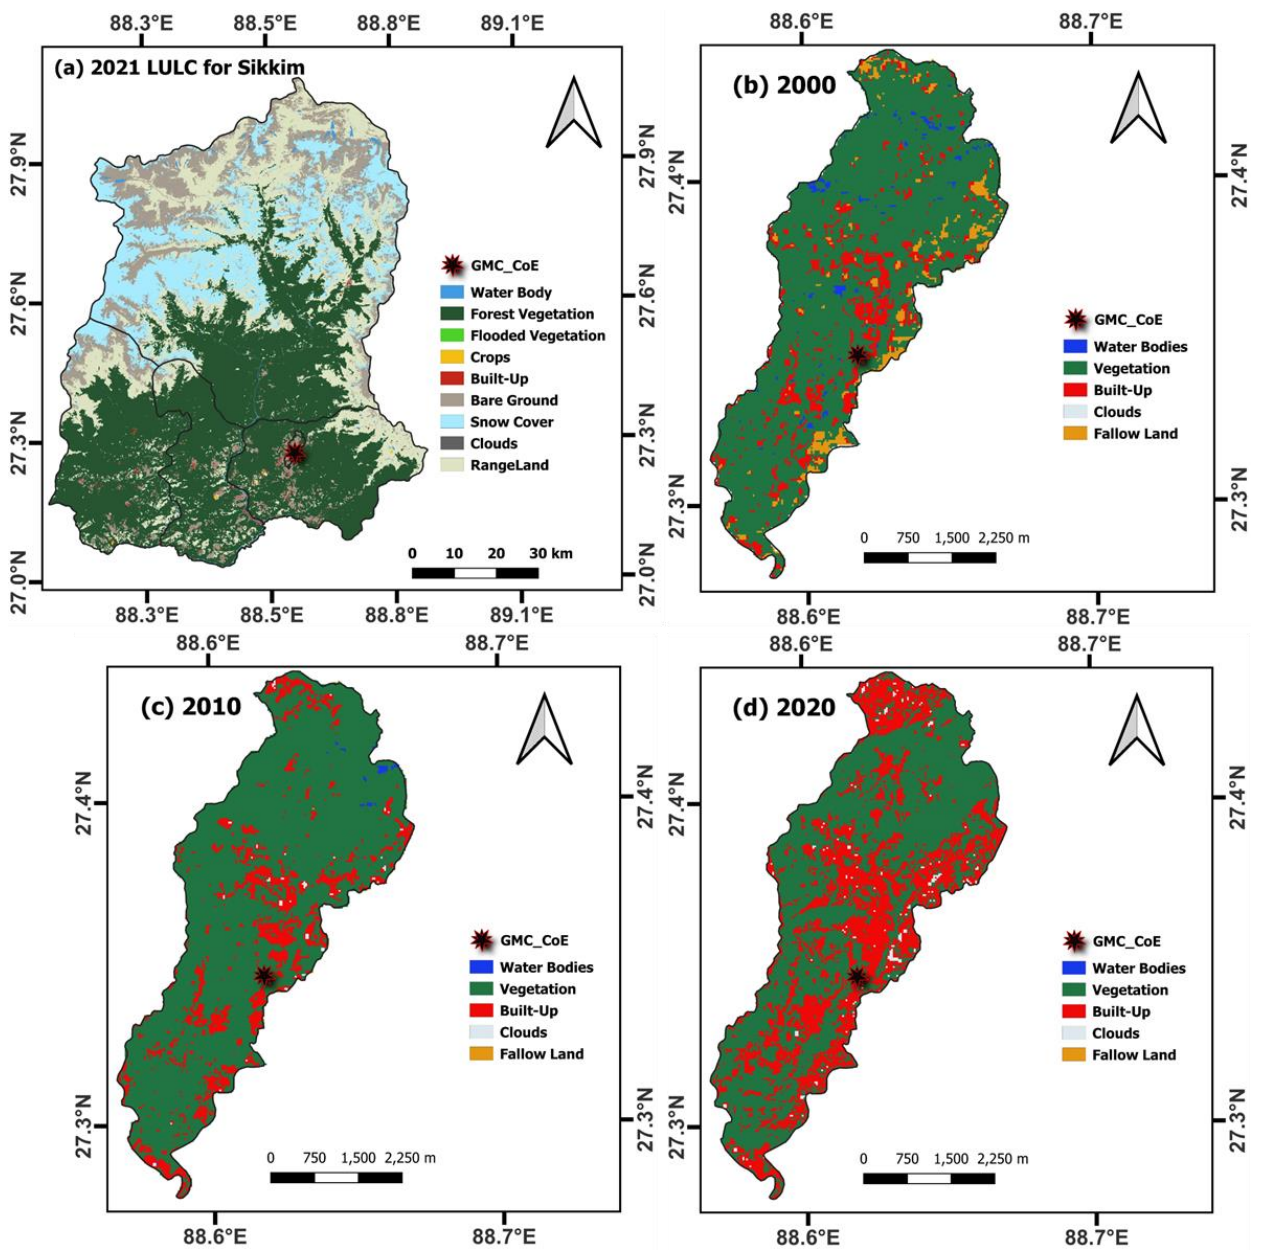 88.3°E 88.5°E 88.8°E 89.1°E
(a) 2021 LULC for Sikkim
27.9°N
27.6°N
27.3°N
27.0°N
27.9°N
27.6°N
27.3°N
27.0°N
GMC_CoE
Water Body
Forest Vegetation
Flooded Vegetation
Crops
Built-Up
Bare Ground
Snow Cover
Clouds
RangeLand
0 10 20 30 km
88.3°E 88.5°E 88.8°E 89.1°E
88.6°E 88.7°E
(b) 2000
27.4°N
27.3°N
27.4°N
27.3°N
GMC_CoE
Water Bodies
Vegetation
Built-Up
Clouds
Fallow Land
0 750 1,500 2,250 m
88.6°E 88.7°E
88.6°E 88.7°E
(c) 2010
27.4°N
27.3°N
27.4°N
27.3°N
GMC_CoE
Water Bodies
Vegetation
Built-Up
Clouds
Fallow Land
0 750 1,500 2,250 m
88.6°E 88.7°E
88.6°E 88.7°E
(d) 2020
27.4°N
27.3°N
27.4°N
27.3°N
GMC_CoE
Water Bodies
Vegetation
Built-Up
Clouds
Fallow Land
0 750 1,500 2,250 m
88.6°E 88.7°E